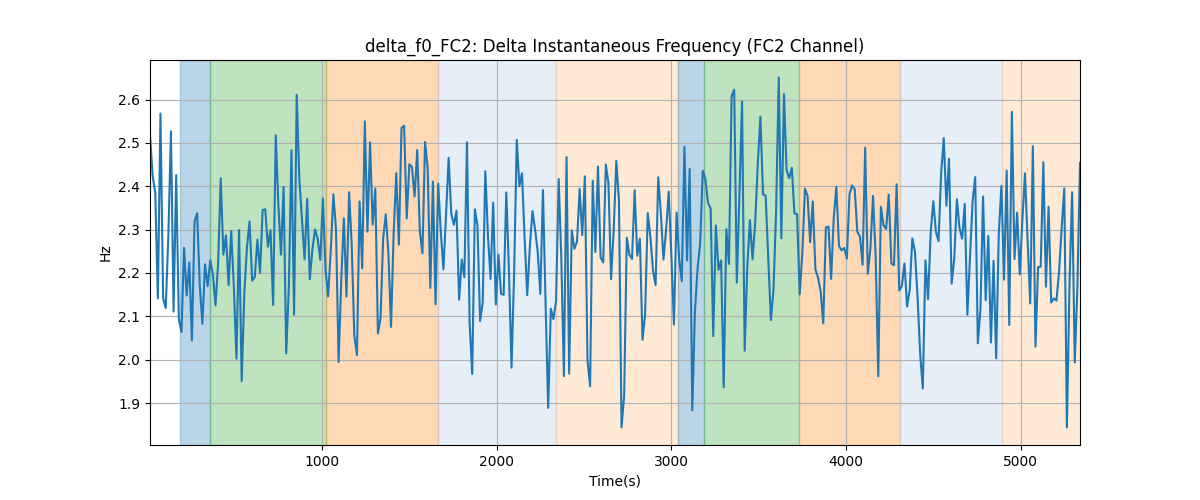 delta_f0_FC2: Delta Instantaneous Frequency (FC2 Channel)
2.6
2.5
2.4
2.3
2.2
2.1
2.0
1.9
Hz
1000 2000 3000 4000 5000
Time(s)